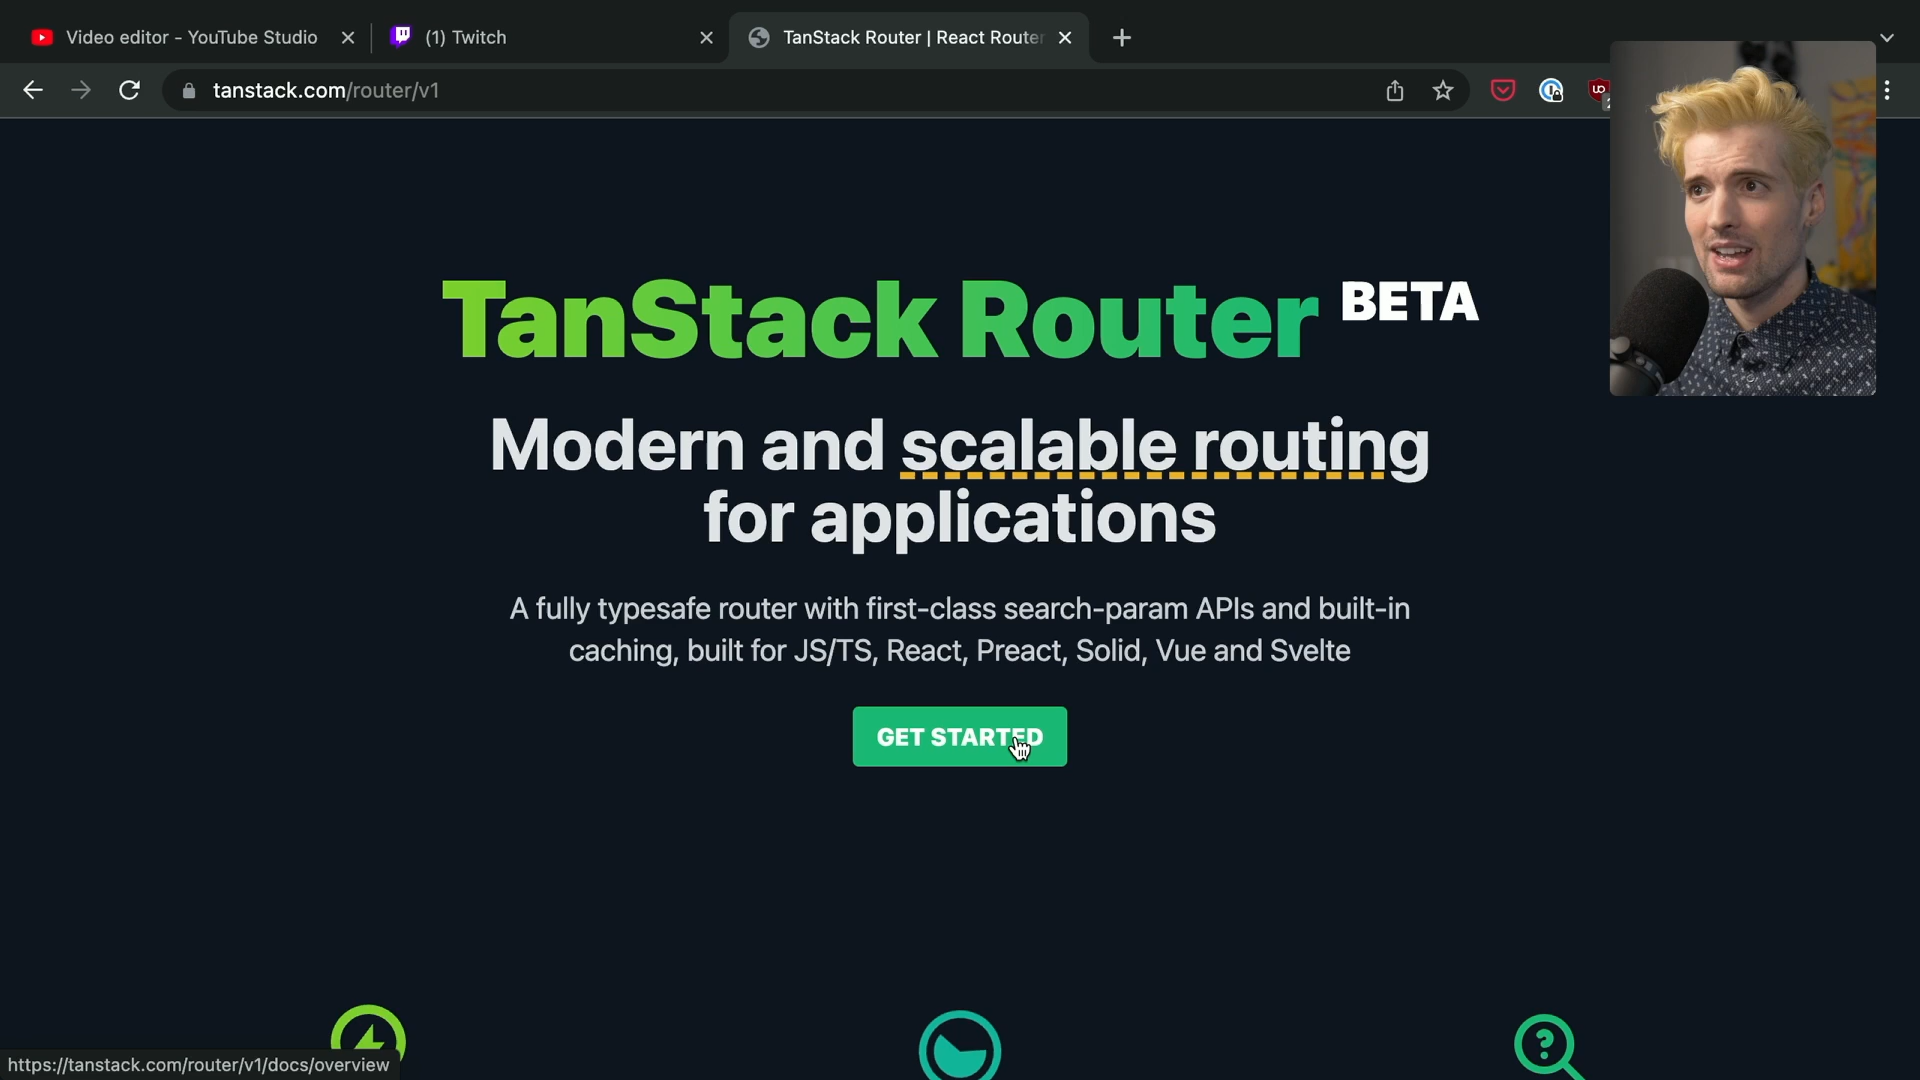 Video editor - YouTube Studio
(1) Twitch
TanStack Router | React Router
tanstack.com/router/v1
TanStack Router BETA
Modern and scalable routing
for applications
A fully typesafe router with first-class search-param APIs and built-in
caching, built for JS/TS, React, Preact, Solid, Vue and Svelte
GET STARTED
https://tanstack.com/router/v1/docs/overview